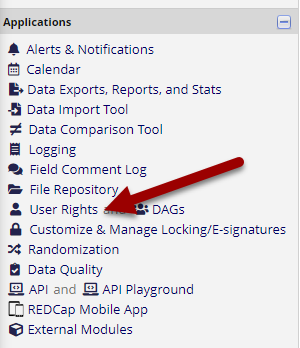 Applications
Alerts & Notifications
Calendar
Data Exports, Reports, and Stats
Data Import Tool
Data Comparison Tool
Logging
Field Comment Log
File Repository
User Rights and DAGs
Customize & Manage Locking/E-signatures
Randomization
Data Quality
API and API Playground
REDCap Mobile App
External Modules